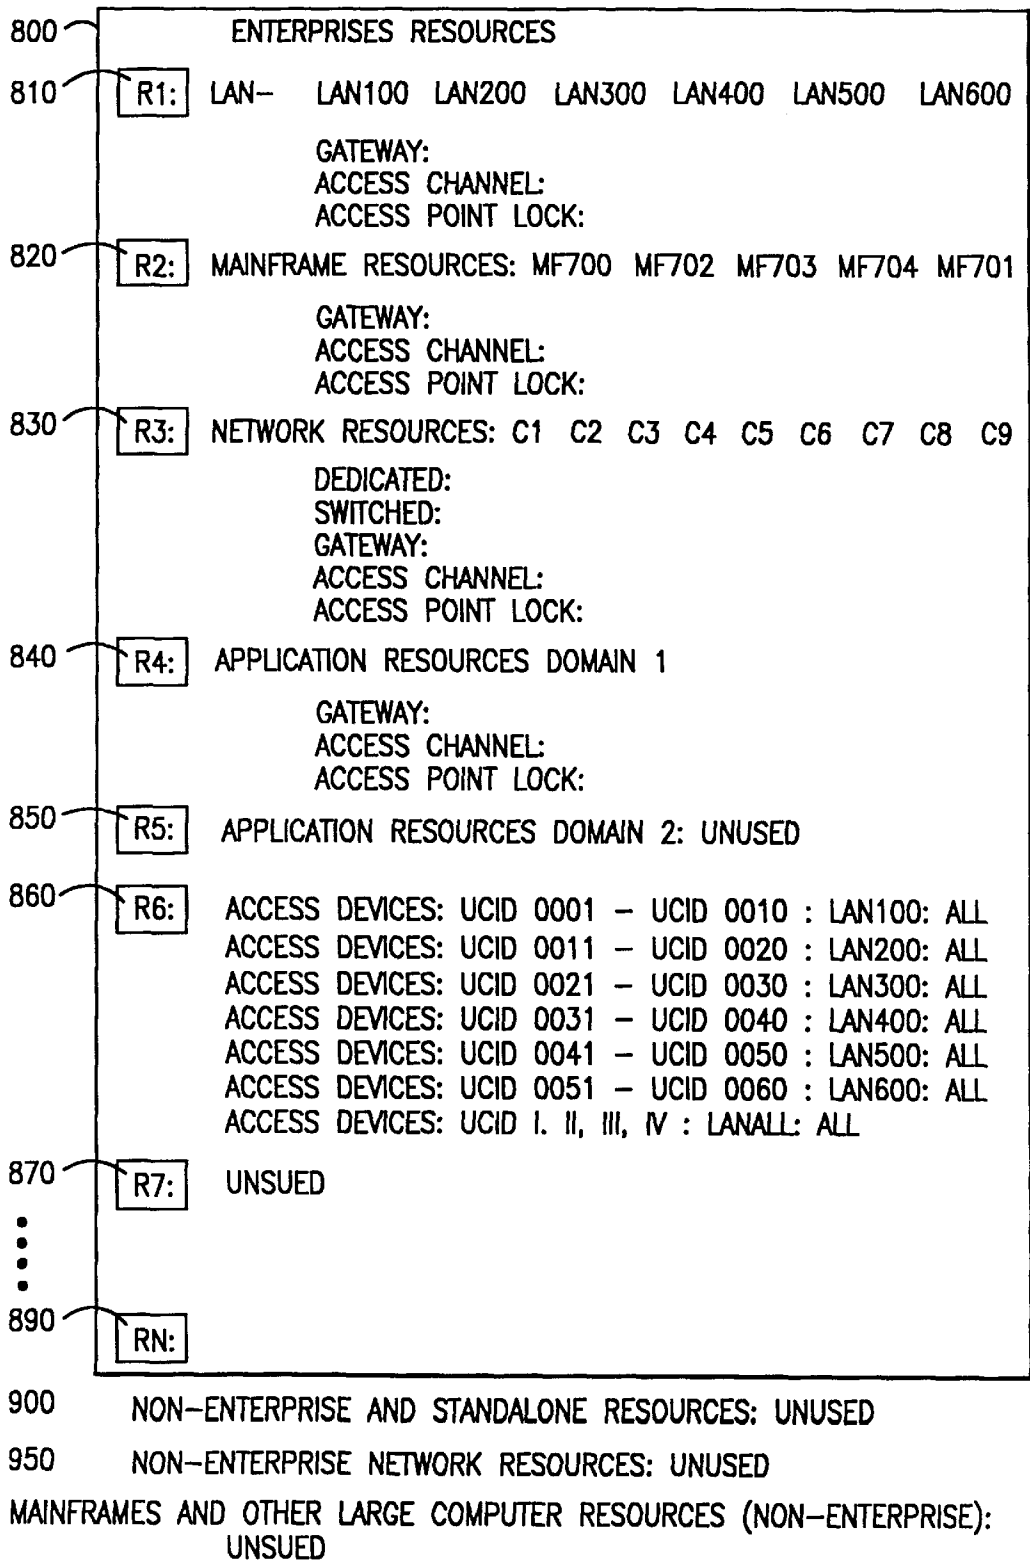 800 ENTERPRISES RESOURCES
810 R1: LAN– LAN100 LAN200 LAN300 LAN400 LAN500 LAN600
GATEWAY:
ACCESS CHANNEL:
ACCESS POINT LOCK:
820 R2: MAINFRAME RESOURCES: MF700 MF702 MF703 MF704 MF701
GATEWAY:
ACCESS CHANNEL:
ACCESS POINT LOCK:
830 R3: NETWORK RESOURCES: C1 C2 C3 C4 C5 C6 C7 C8 C9
DEDICATED:
SWITCHED:
GATEWAY:
ACCESS CHANNEL:
ACCESS POINT LOCK:
840 R4: APPLICATION RESOURCES DOMAIN 1
GATEWAY:
ACCESS CHANNEL:
ACCESS POINT LOCK:
850 R5: APPLICATION RESOURCES DOMAIN 2: UNUSED
860 R6: ACCESS DEVICES: UCID 0001 – UCID 0010 : LAN100: ALL
ACCESS DEVICES: UCID 0011 – UCID 0020 : LAN200: ALL
ACCESS DEVICES: UCID 0021 – UCID 0030 : LAN300: ALL
ACCESS DEVICES: UCID 0031 – UCID 0040 : LAN400: ALL
ACCESS DEVICES: UCID 0041 – UCID 0050 : LAN500: ALL
ACCESS DEVICES: UCID 0051 – UCID 0060 : LAN600: ALL
ACCESS DEVICES: UCID I. II, III, IV : LANALL: ALL
870 R7: UNSUED
890 RN:
900 NON–ENTERPRISE AND STANDALONE RESOURCES: UNUSED
950 NON–ENTERPRISE NETWORK RESOURCES: UNUSED
MAINFRAMES AND OTHER LARGE COMPUTER RESOURCES (NON–ENTERPRISE):
UNSUED